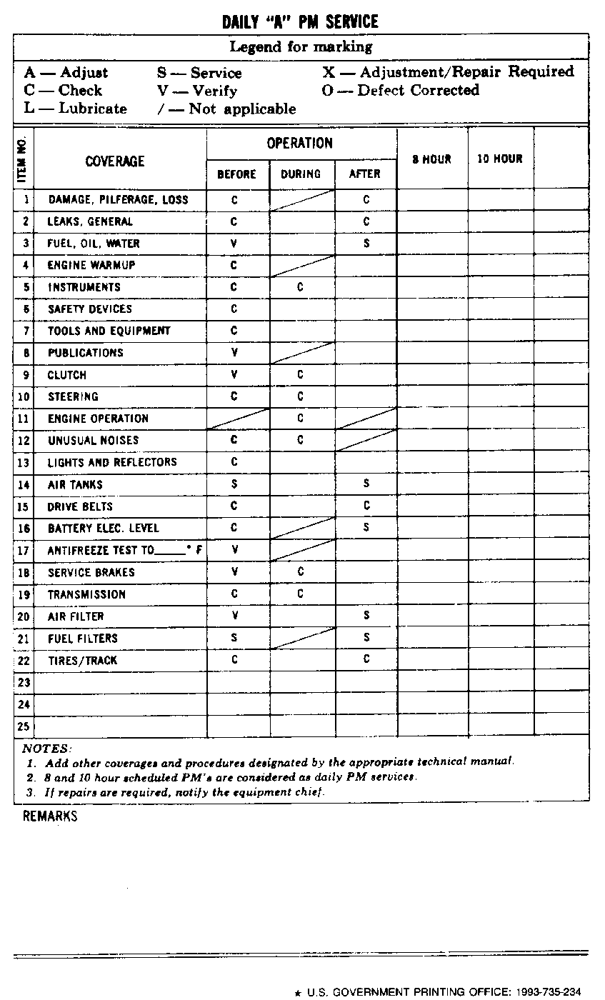 DAILY "A" PM SERVICE
Legend for marking
A — Adjust S — Service X — Adjustment/Repair Required
C — Check V — Verify O — Defect Corrected
L — Lubricate / — Not applicable
ITEM NO. COVERAGE OPERATION 8 HOUR 10 HOUR
BEFORE DURING AFTER
1 DAMAGE, PILFERAGE, LOSS C C
2 LEAKS, GENERAL C C
3 FUEL, OIL, WATER V S
4 ENGINE WARMUP C
5 INSTRUMENTS C C
6 SAFETY DEVICES C
7 TOOLS AND EQUIPMENT C
8 PUBLICATIONS V
9 CLUTCH V C
10 STEERING C C
11 ENGINE OPERATION C
12 UNUSUAL NOISES C C
13 LIGHTS AND REFLECTORS C
14 AIR TANKS S S
15 DRIVE BELTS C C
16 BATTERY ELEC. LEVEL C S
17 ANTIFREEZE TEST TO_____° F V
18 SERVICE BRAKES V C
19 TRANSMISSION C C
20 AIR FILTER V S
21 FUEL FILTERS S S
22 TIRES/TRACK C C
23
24
25
NOTES:
1. Add other coverages and procedures designated by the appropriate technical manual.
2. 8 and 10 hour scheduled PM's are considered as daily PM services.
3. If repairs are required, notify the equipment chief.
REMARKS
★ U.S. GOVERNMENT PRINTING OFFICE: 1993-735-234